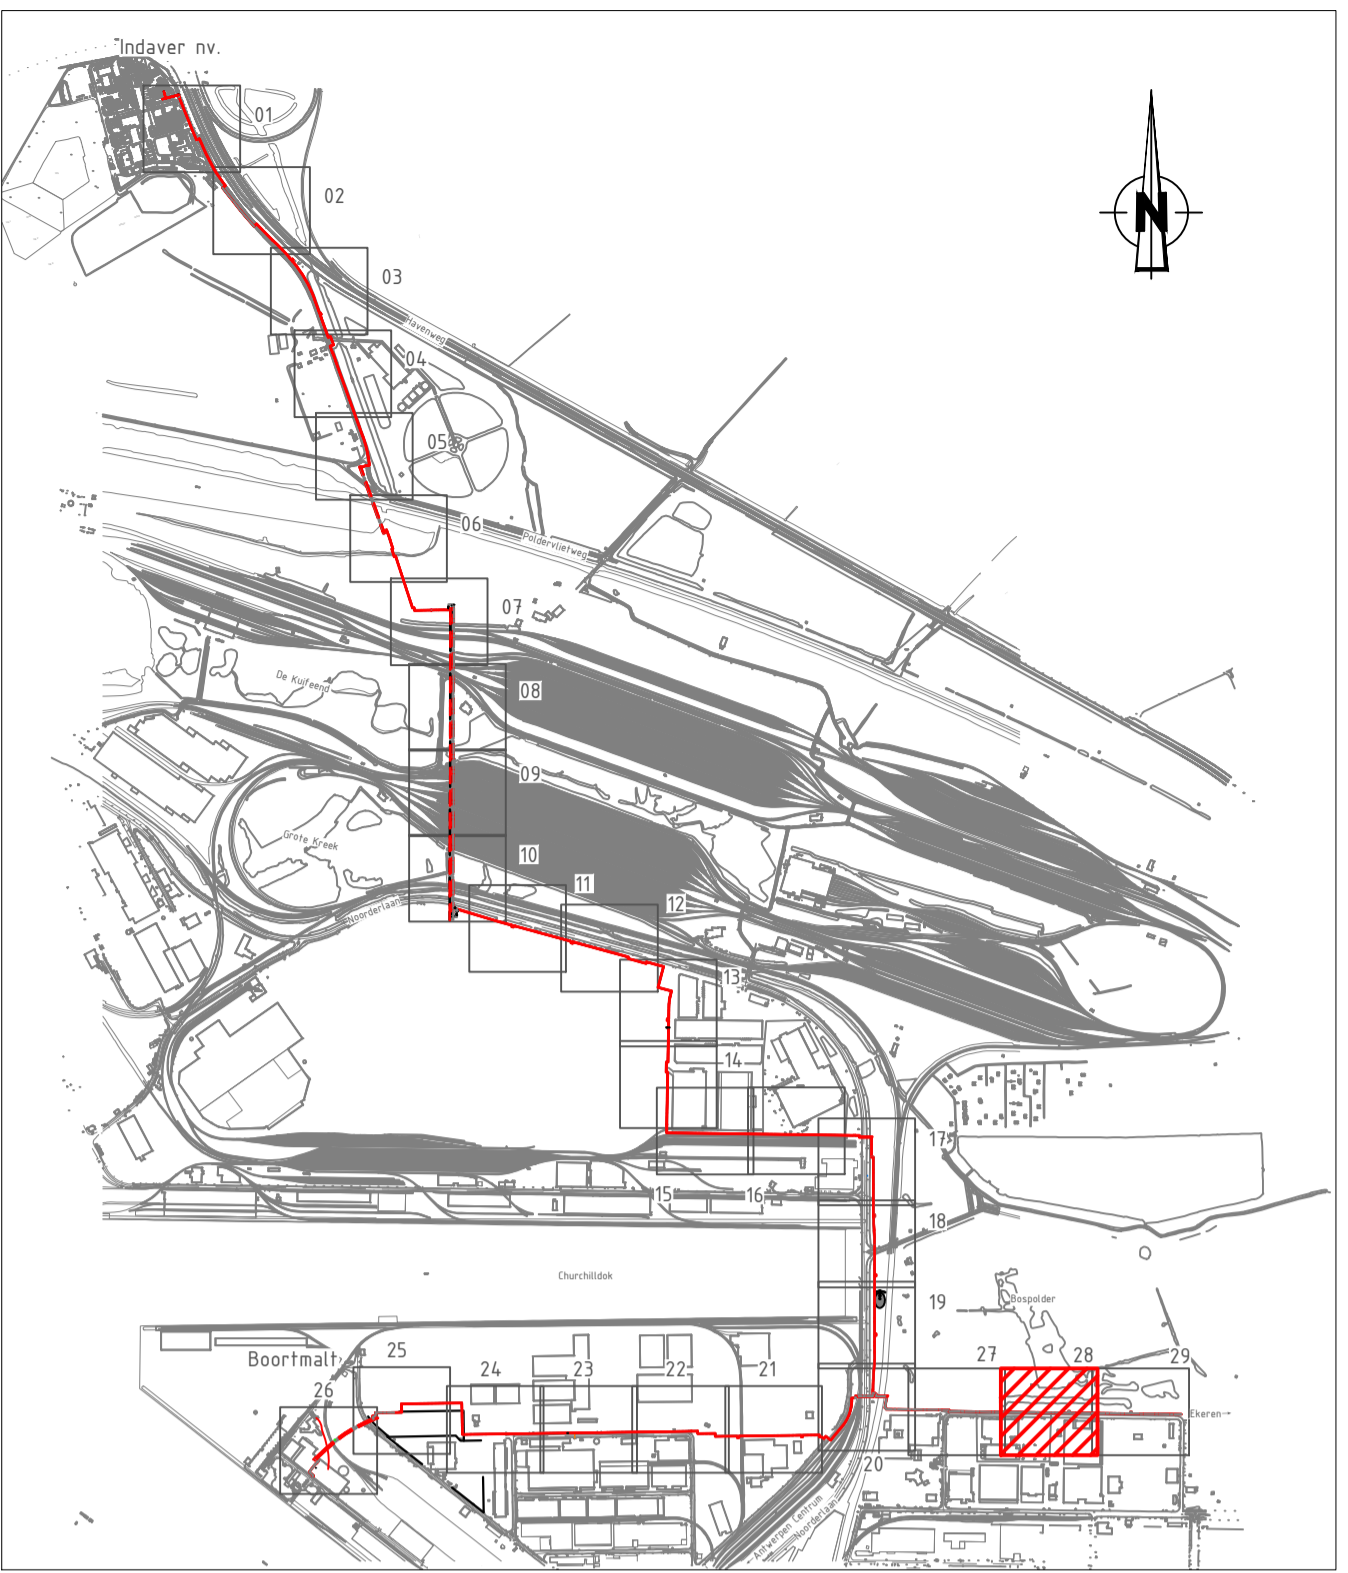 Indaver nv.
01
02
N
03
Havenweg
04
05
06
Poldervlietweg
07
De Kuifeend
08
09
Grote Kreek
10
11
12
Noorderlaan
13
14
17
15
16
18
Churchilldok
19
Bospolder
Boortmalt
25
24
23
22
21
27
28
29
26
Ekeren
20
Antwerpen Centrum
Noorderlaan